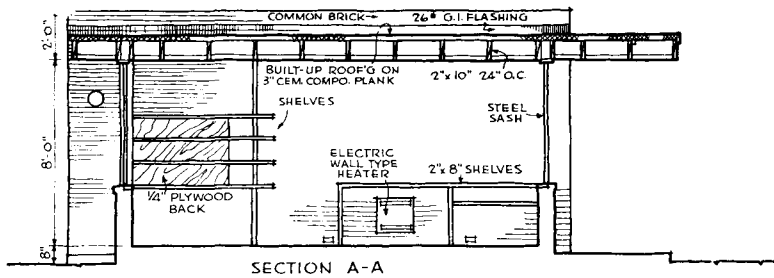 COMMON BRICK
26# G.I. FLASHING
2'-0"
BUILT-UP ROOF'G ON
3" CEM. COMPO. PLANK
2"x 10" 24" O.C.
SHELVES
STEEL
SASH
8'-0"
ELECTRIC
WALL TYPE
HEATER
2"x 8" SHELVES
1/4" PLYWOOD
BACK
8"
SECTION A-A